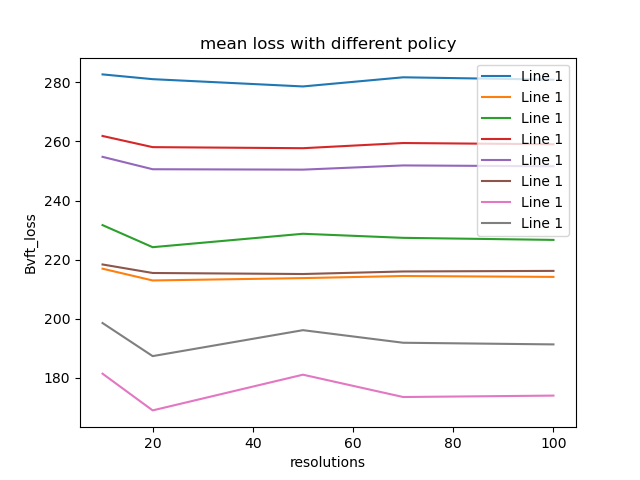 mean loss with different policy
Bvft_loss
280
260
240
220
200
180
Line 1
Line 1
Line 1
Line 1
Line 1
Line 1
Line 1
Line 1
20
40
60
80
100
resolutions